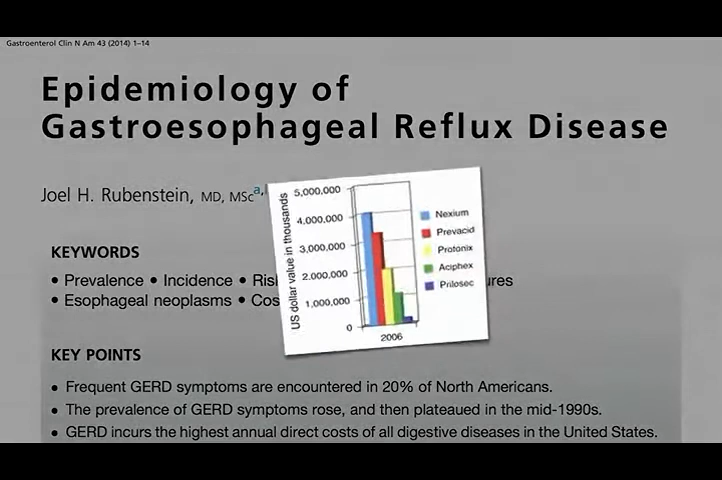 Gastroenterol Clin N Am 43 (2014) 1–14
Epidemiology of
Gastroesophageal Reflux Disease
Joel H. Rubenstein, MD, MSc a,
KEYWORDS
• Prevalence • Incidence •
• Esophageal neoplasms •
US dollar value in thousands
5,000,000
4,000,000
3,000,000
2,000,000
1,000,000
0
2006
Nexium
Prevacid
Protonix
Aciphex
Prilosec
KEY POINTS
• Frequent GERD symptoms are encountered in 20% of North Americans.
• The prevalence of GERD symptoms rose, and then plateaued in the mid-1990s.
• GERD incurs the highest annual direct costs of all digestive diseases in the United States.